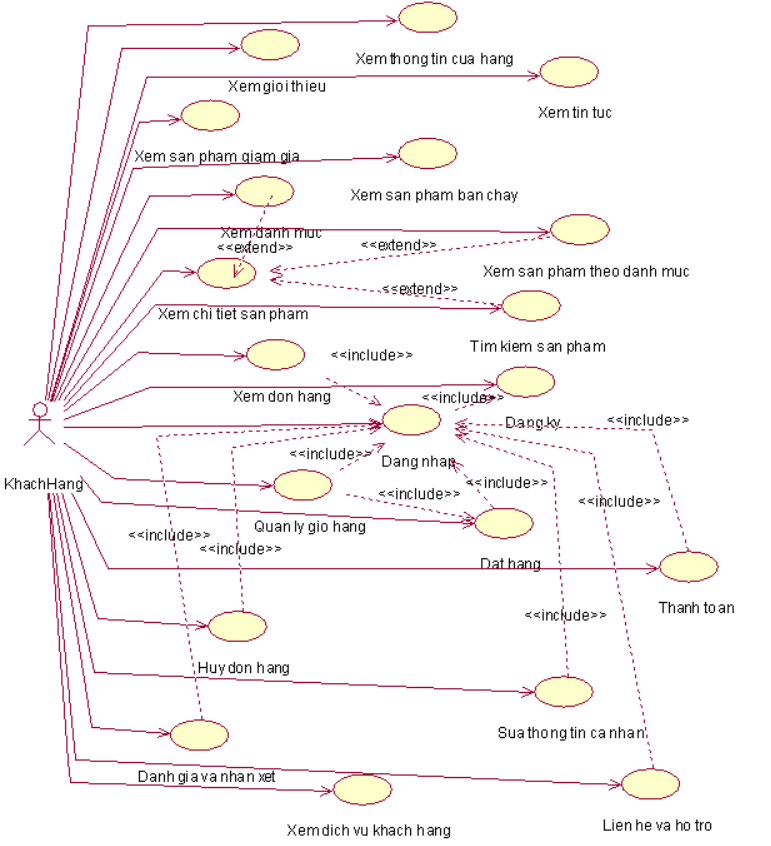 Xem thong tin cua hang
Xem gioi thieu
Xem tin tuc
Xem san pham giam gia
Xem san pham ban chay
Xem danh muc
<<extend>>
<<extend>>
Xem san pham theo danh muc
<<extend>>
Xem chi tiet san pham
Tim kiem san pham
<<include>>
Xem don hang
<<include>>
Dang ky
<<include>>
<<include>>
Dang nhap
KhachHang
<<include>>
<<include>>
<<include>>
Quan ly gio hang
<<include>>
<<include>>
Dat hang
Thanh toan
<<include>>
Huy don hang
Sua thong tin ca nhan
Danh gia va nhan xet
Lien he va ho tro
Xem dich vu khach hang